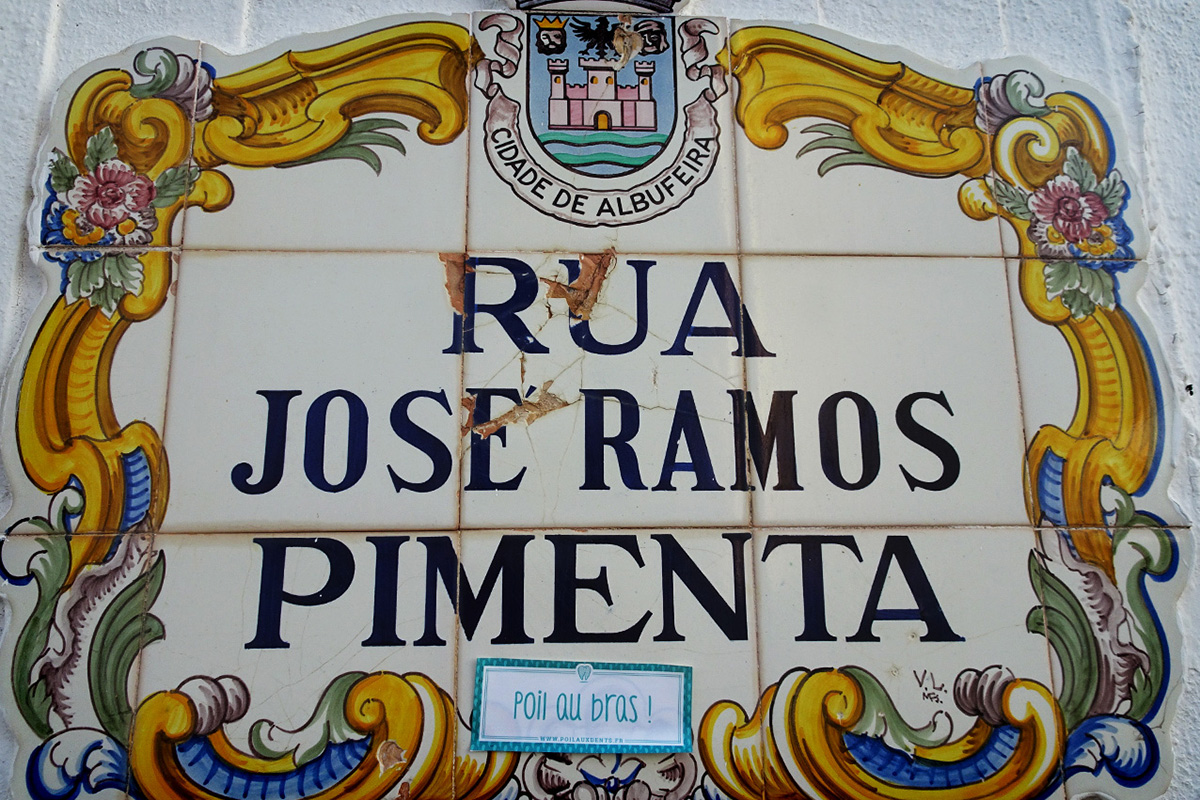 CIDADE DE ALBUFEIRA
RUA
JOSÉ RAMOS
PIMENTA
V.L.
Poil au bras !
WWW.POILAUXDENTS.FR